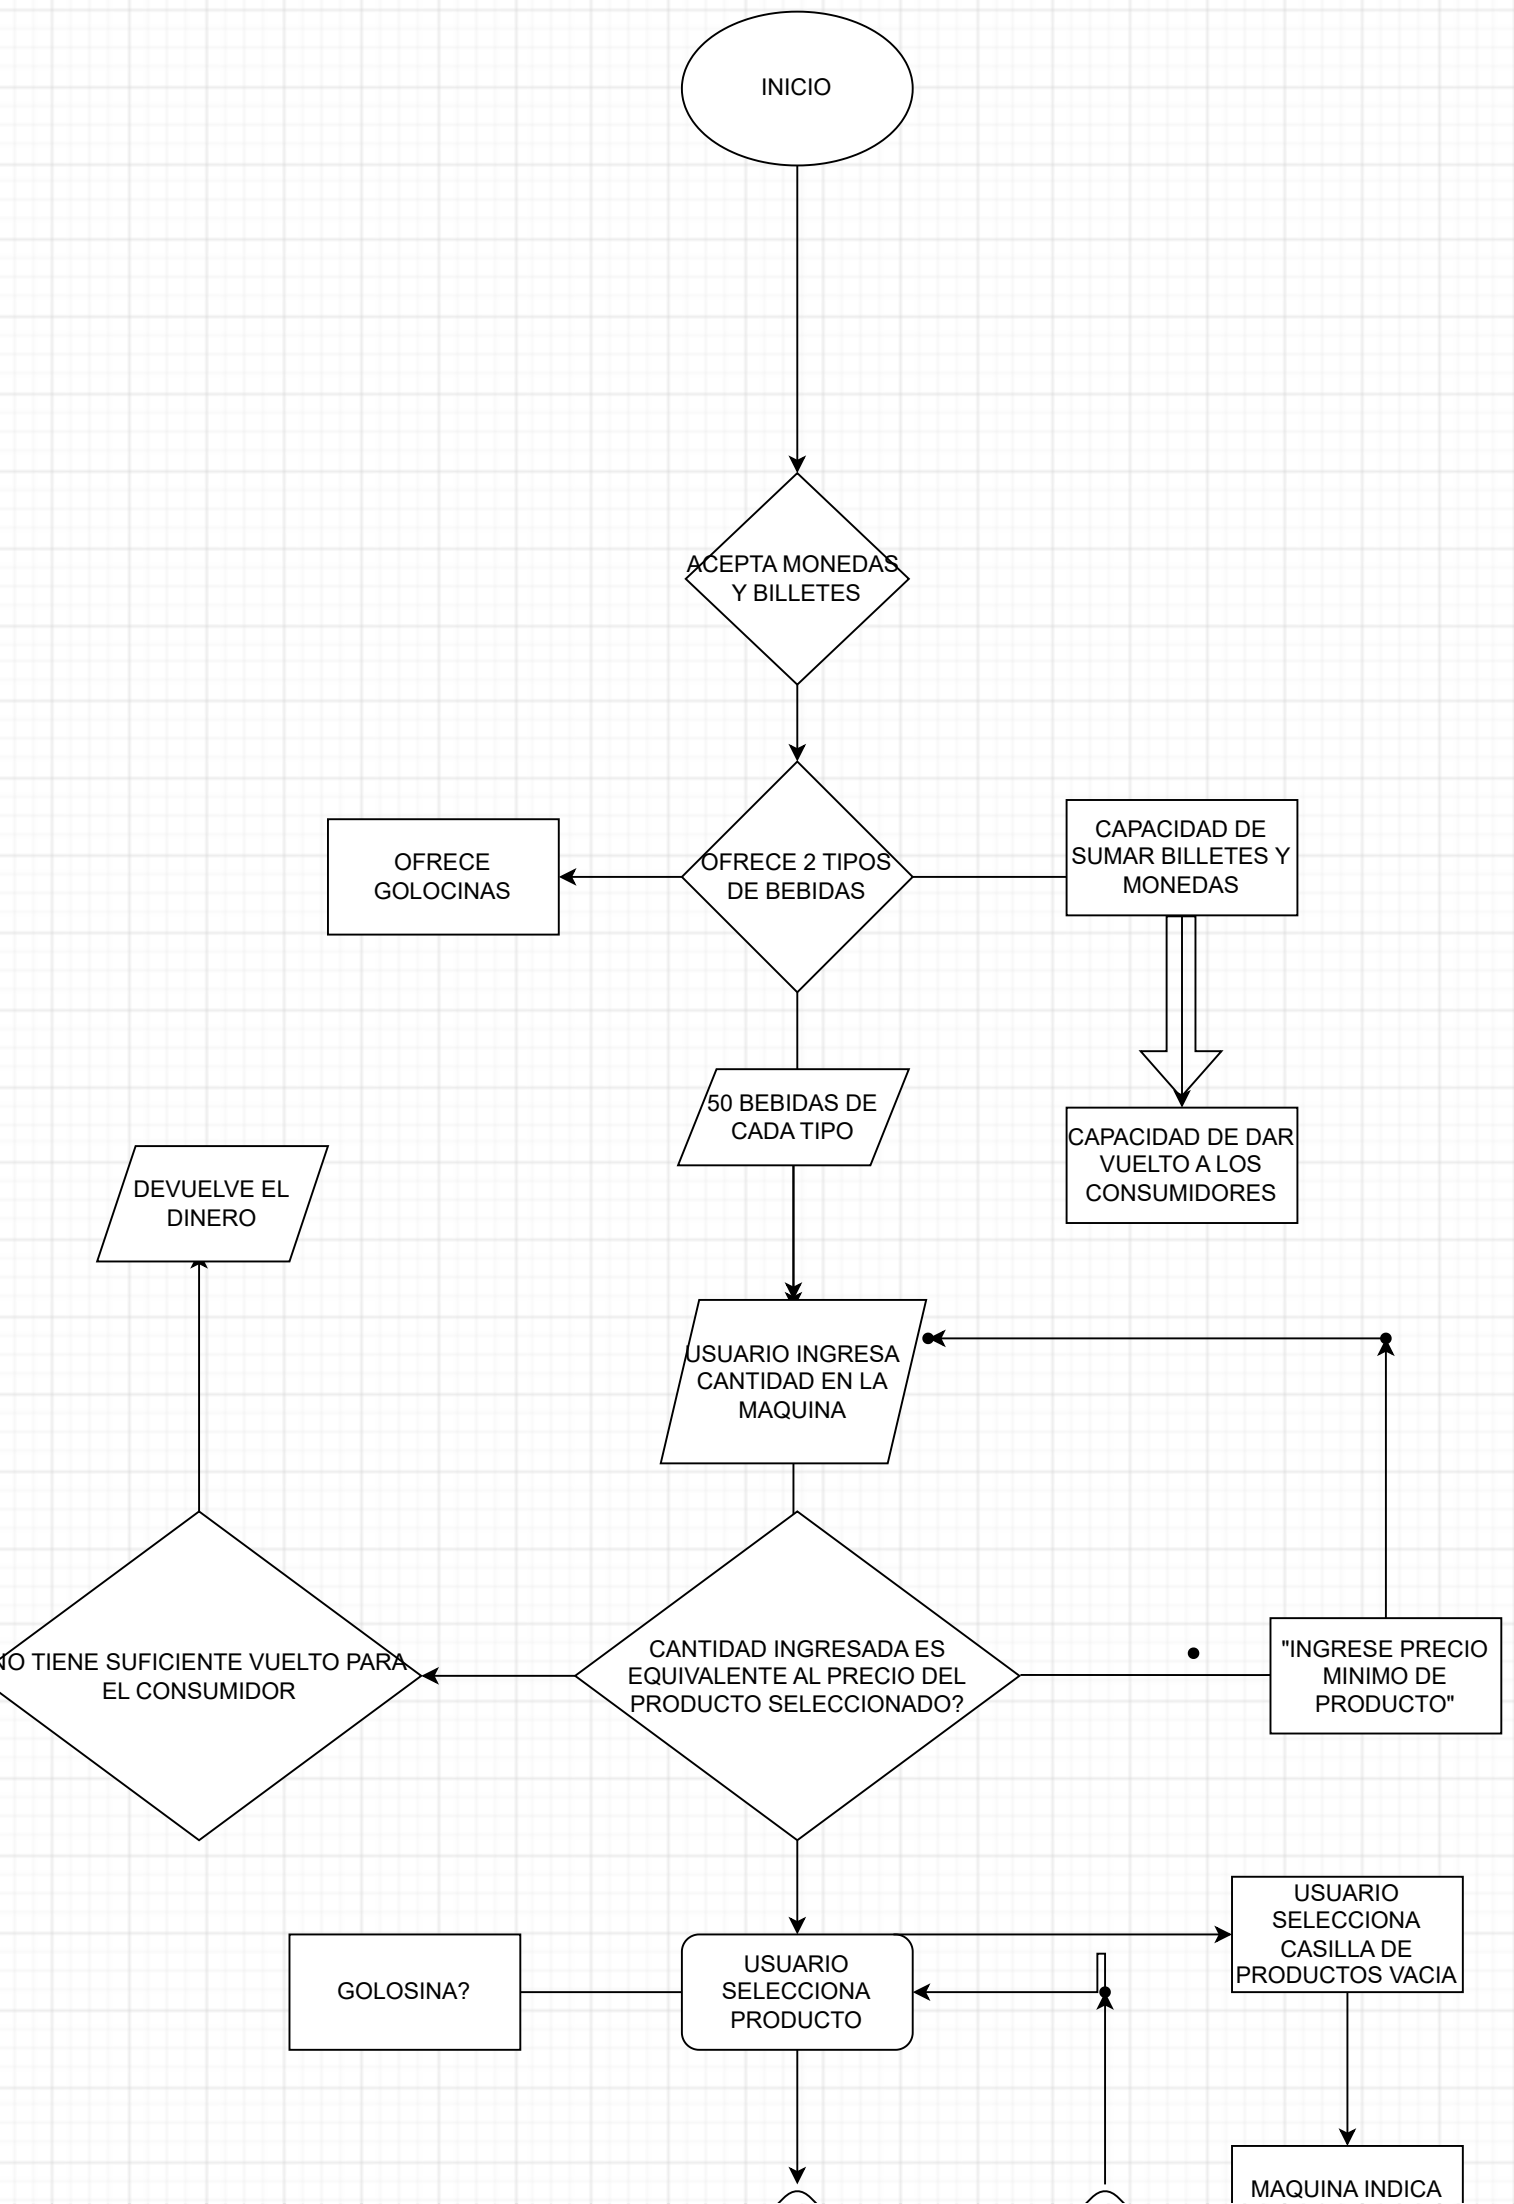 INICIO
ACEPTA MONEDAS
Y BILLETES
OFRECE
GOLOCINAS
OFRECE 2 TIPOS
DE BEBIDAS
CAPACIDAD DE
SUMAR BILLETES Y
MONEDAS
50 BEBIDAS DE
CADA TIPO
CAPACIDAD DE DAR
VUELTO A LOS
CONSUMIDORES
DEVUELVE EL
DINERO
USUARIO INGRESA
CANTIDAD EN LA
MAQUINA
NO TIENE SUFICIENTE VUELTO PARA
EL CONSUMIDOR
CANTIDAD INGRESADA ES
EQUIVALENTE AL PRECIO DEL
PRODUCTO SELECCIONADO?
"INGRESE PRECIO
MINIMO DE
PRODUCTO"
GOLOSINA?
USUARIO
SELECCIONA
PRODUCTO
USUARIO
SELECCIONA
CASILLA DE
PRODUCTOS VACIA
MAQUINA INDICA